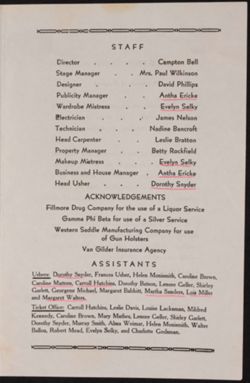 STAFF
Director . . . . Campton Bell
Stage Manager . . Mrs. Paul Wilkinson
Designer . . . . David Phillips
Publicity Manager . . Antha Ericke
Wardrobe Mistress . . Evelyn Selky
Electrician . . . . James Nelson
Technician . . . Nadine Bancroft
Head Carpenter . . Leslie Bratton
Property Manager . . Betty Rockfield
Makeup Mistress . . . Evelyn Selky
Business and House Manager . Antha Ericke
Head Usher . . . Dorothy Snyder
ACKNOWLEDGEMENTS
Fillmore Drug Company for the use of a Liquor Service
Gamma Phi Beta for use of a Silver Service
Western Saddle Manufacturing Company for use
of Gun Holsters
Van Gilder Insurance Agency
ASSISTANTS
Ushers: Dorothy Snyder, Frances Usher, Helen Monismith, Caroline Brown,
Caroline Mattoon, Carroll Hutchins, Dorothy Batson, Lenore Geller, Shirley
Garlett, Georgene Michael, Margaret Babbitt, Martha Sanders, Lois Miller
and Margaret Walters.
Ticket Office: Carroll Hutchins, Leslie Davis, Louise Mildred
Kennedy, Caroline Brown, Mary Mathes, Lenore Geller, Shirley Garlett,
Dorothy Snyder, Murray Smith, Alma Weimar, Helen Monismith, Walter
Ballou, Robert Mead, Evelyn Selky, and Charlotte